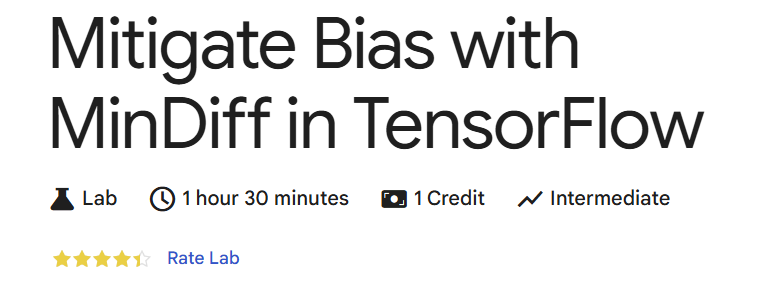 Mitigate Bias with
MinDiff in TensorFlow
Lab 1 hour 30 minutes 1 Credit Intermediate
Rate Lab